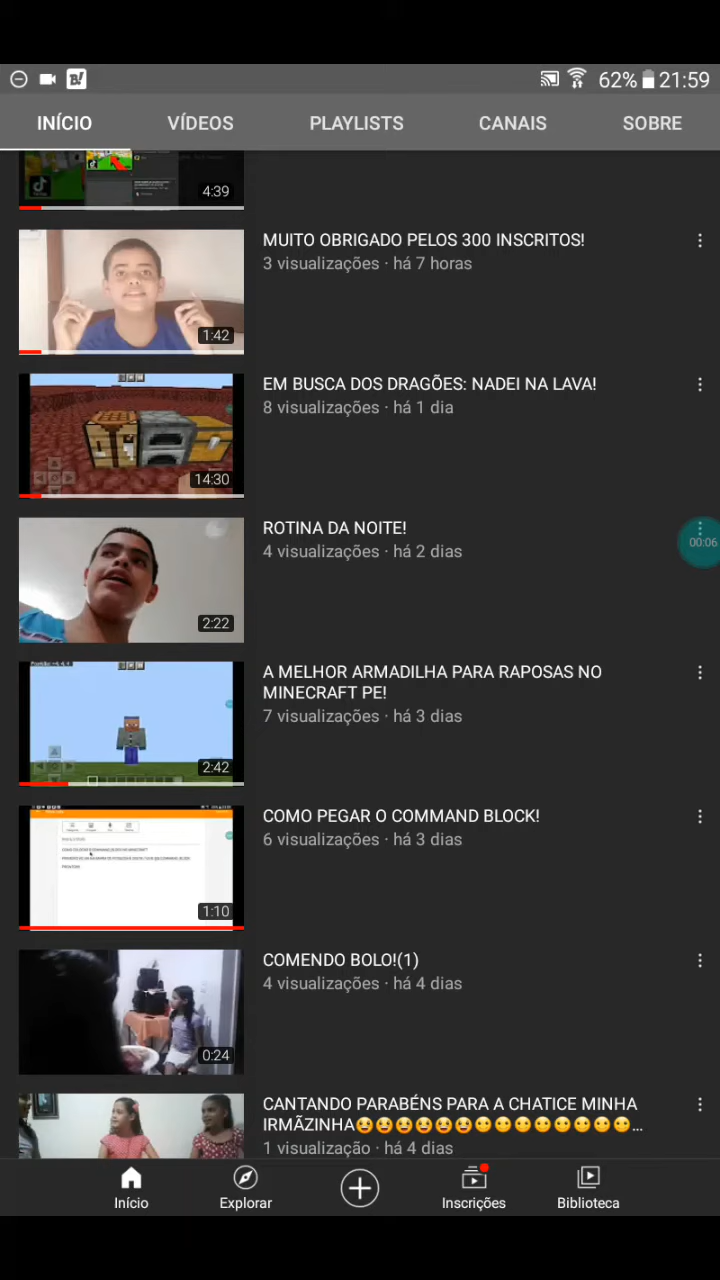 62% 21:59
INÍCIO VÍDEOS PLAYLISTS CANAIS SOBRE
4:39
MUITO OBRIGADO PELOS 300 INSCRITOS!
3 visualizações · há 7 horas
1:42
EM BUSCA DOS DRAGÕES: NADEI NA LAVA!
8 visualizações · há 1 dia
14:30
ROTINA DA NOITE!
00:06
4 visualizações · há 2 dias
2:22
A MELHOR ARMADILHA PARA RAPOSAS NO
MINECRAFT PE!
7 visualizações · há 3 dias
2:42
COMO PEGAR O COMMAND BLOCK!
6 visualizações · há 3 dias
1:10
COMENDO BOLO!(1)
4 visualizações · há 4 dias
0:24
CANTANDO PARABÉNS PARA A CHATICE MINHA
IRMÃZINHA😆😆😆😆😆😆🙂🙂🙂🙂🙂🙂🙂🙂...
1 visualização · há 4 dias
Início Explorar Inscrições Biblioteca